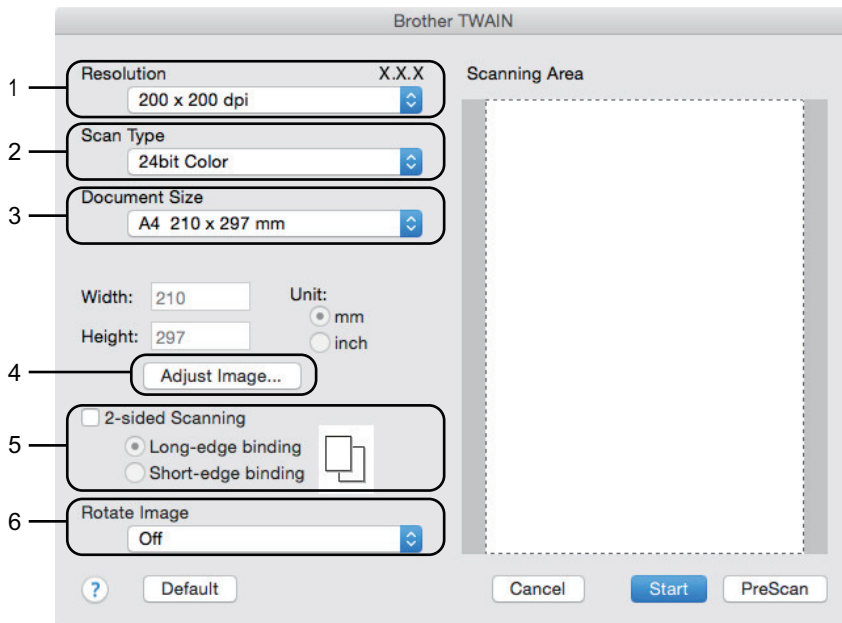 Brother TWAIN
1
Resolution X.X.X
200 x 200 dpi
2
Scan Type
24bit Color
3
Document Size
A4 210 x 297 mm
Width: 210
Height: 297
Unit:
mm
inch
4
Adjust Image...
5
2-sided Scanning
Long-edge binding
Short-edge binding
6
Rotate Image
Off
Scanning Area
? Default Cancel Start PreScan